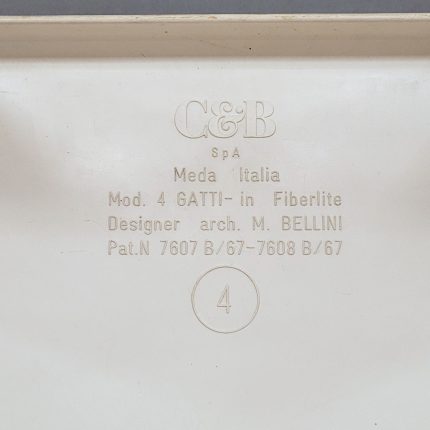 C&B
SpA
Meda Italia
Mod. 4 GATTI- in Fiberlite
Designer arch. M. BELLINI
Pat.N 7607 B/67-7608 B/67
4